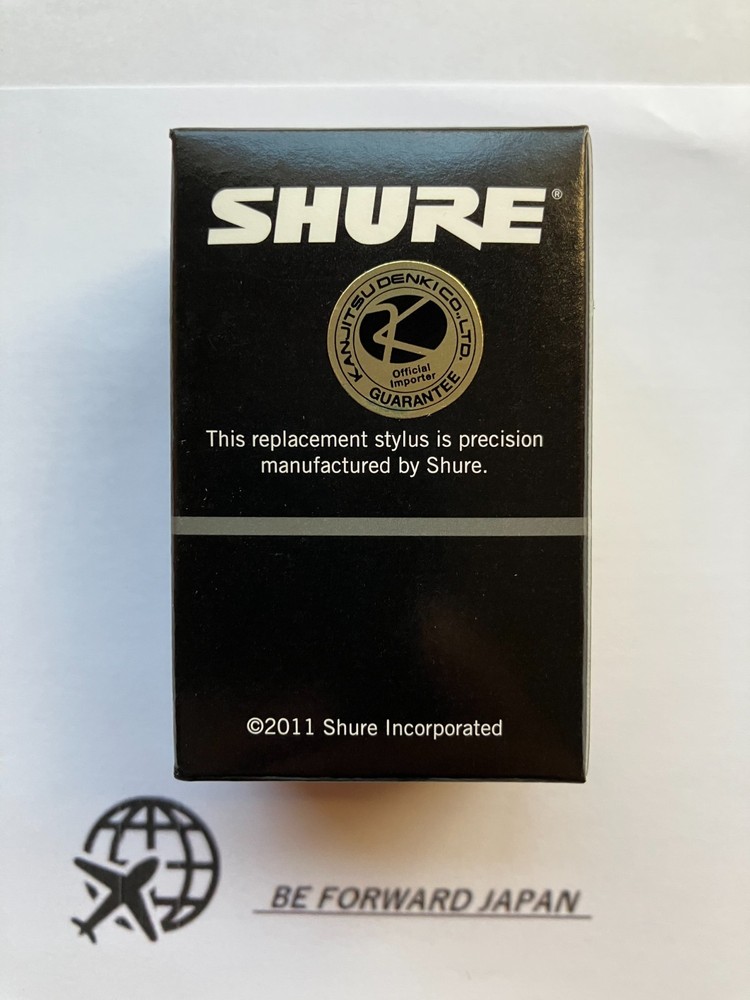 SHURE®
KANJITSU DENKI CO., LTD.
K
Official
Importer
GUARANTEE
This replacement stylus is precision
manufactured by Shure.
©2011 Shure Incorporated
BE FORWARD JAPAN